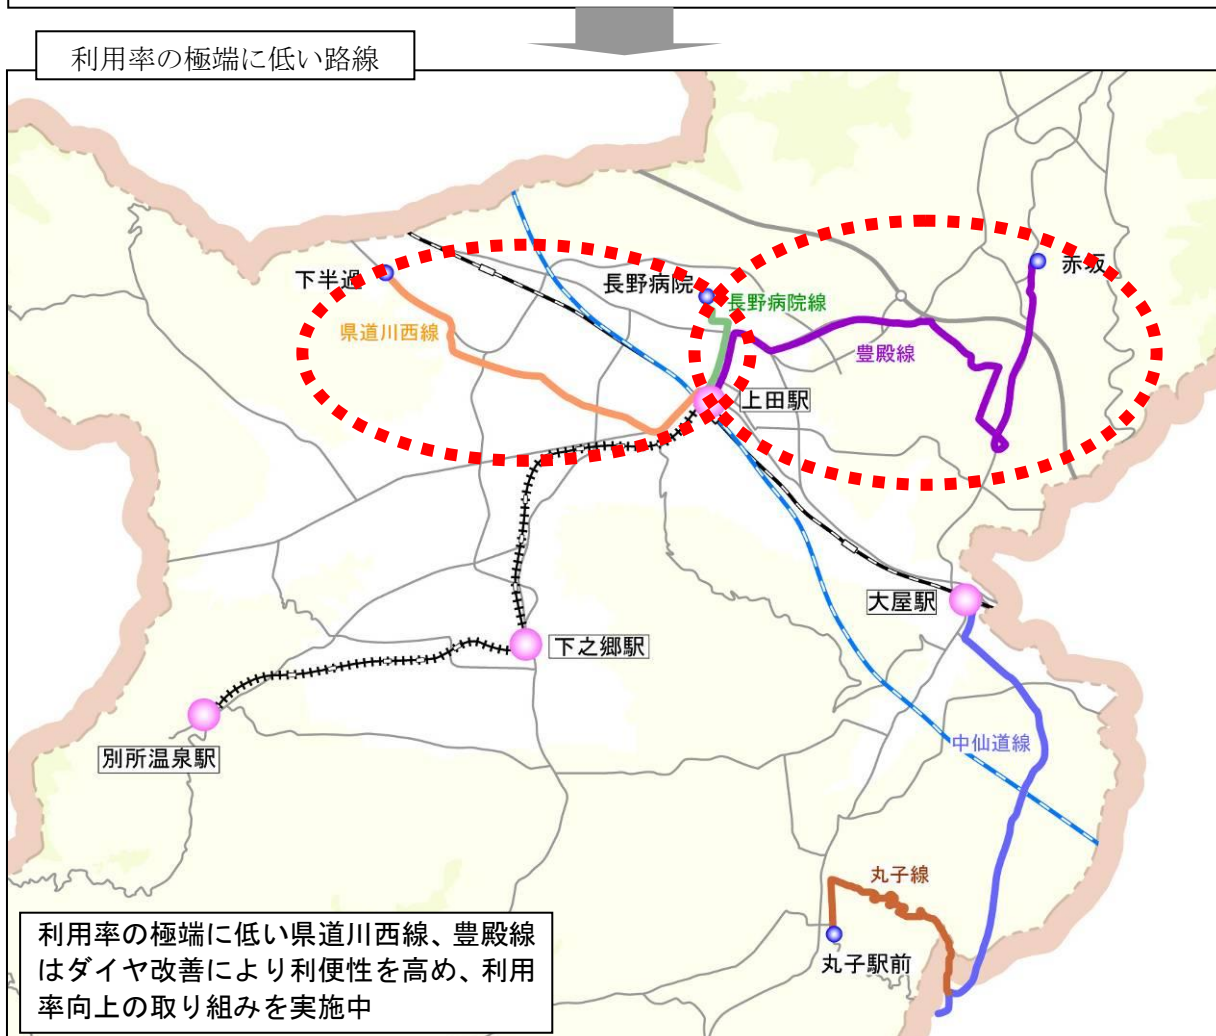 利用率の極端に低い路線
下半過
長野病院
赤坂
長野病院線
県道川西線
豊殿線
上田駅
大屋駅
下之郷駅
別所温泉駅
中仙道線
丸子線
丸子駅前
利用率の極端に低い県道川西線、豊殿線
はダイヤ改善により利便性を高め、利用
率向上の取り組みを実施中